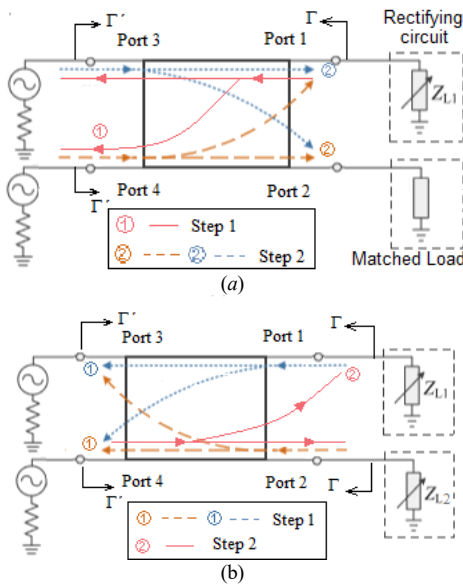 Γ′ Γ Rectifying circuit
Port 3 Port 1
② Z_L1
①
②
Port 4 Port 2
Γ′
① Step 1
② ② Step 2
Matched Load
(a)
Γ′ Γ
Port 3 Port 1
① ② Z_L1
①
Port 4 Port 2
Γ′ Γ Z_L2
① ① Step 1
② Step 2
(b)